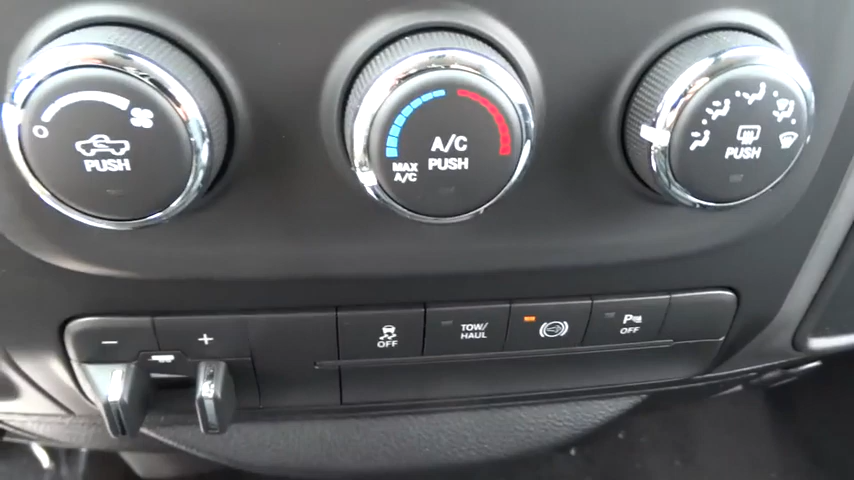 O
PUSH
A/C
PUSH
MAX
A/C
PUSH
- +
OFF
TOW/
HAUL
P
OFF